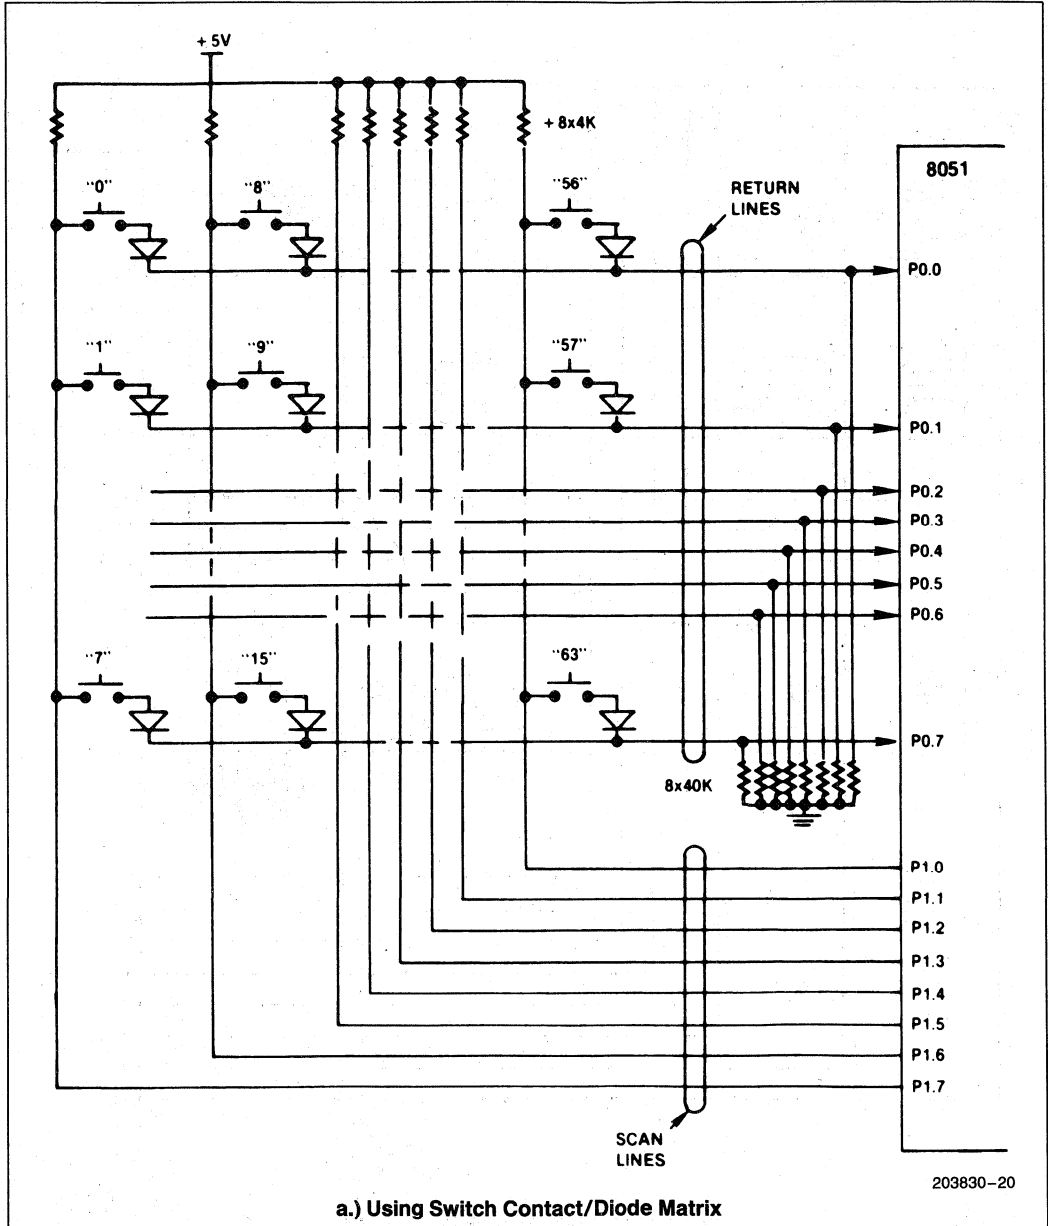 + 5V
+ 8x4K
8051
"0"
"8"
"56"
RETURN
LINES
P0.0
"1"
"9"
"57"
P0.1
P0.2
P0.3
P0.4
P0.5
P0.6
"7"
"15"
"63"
P0.7
8x40K
P1.0
P1.1
P1.2
P1.3
P1.4
P1.5
P1.6
P1.7
SCAN
LINES
203830-20
a.) Using Switch Contact/Diode Matrix